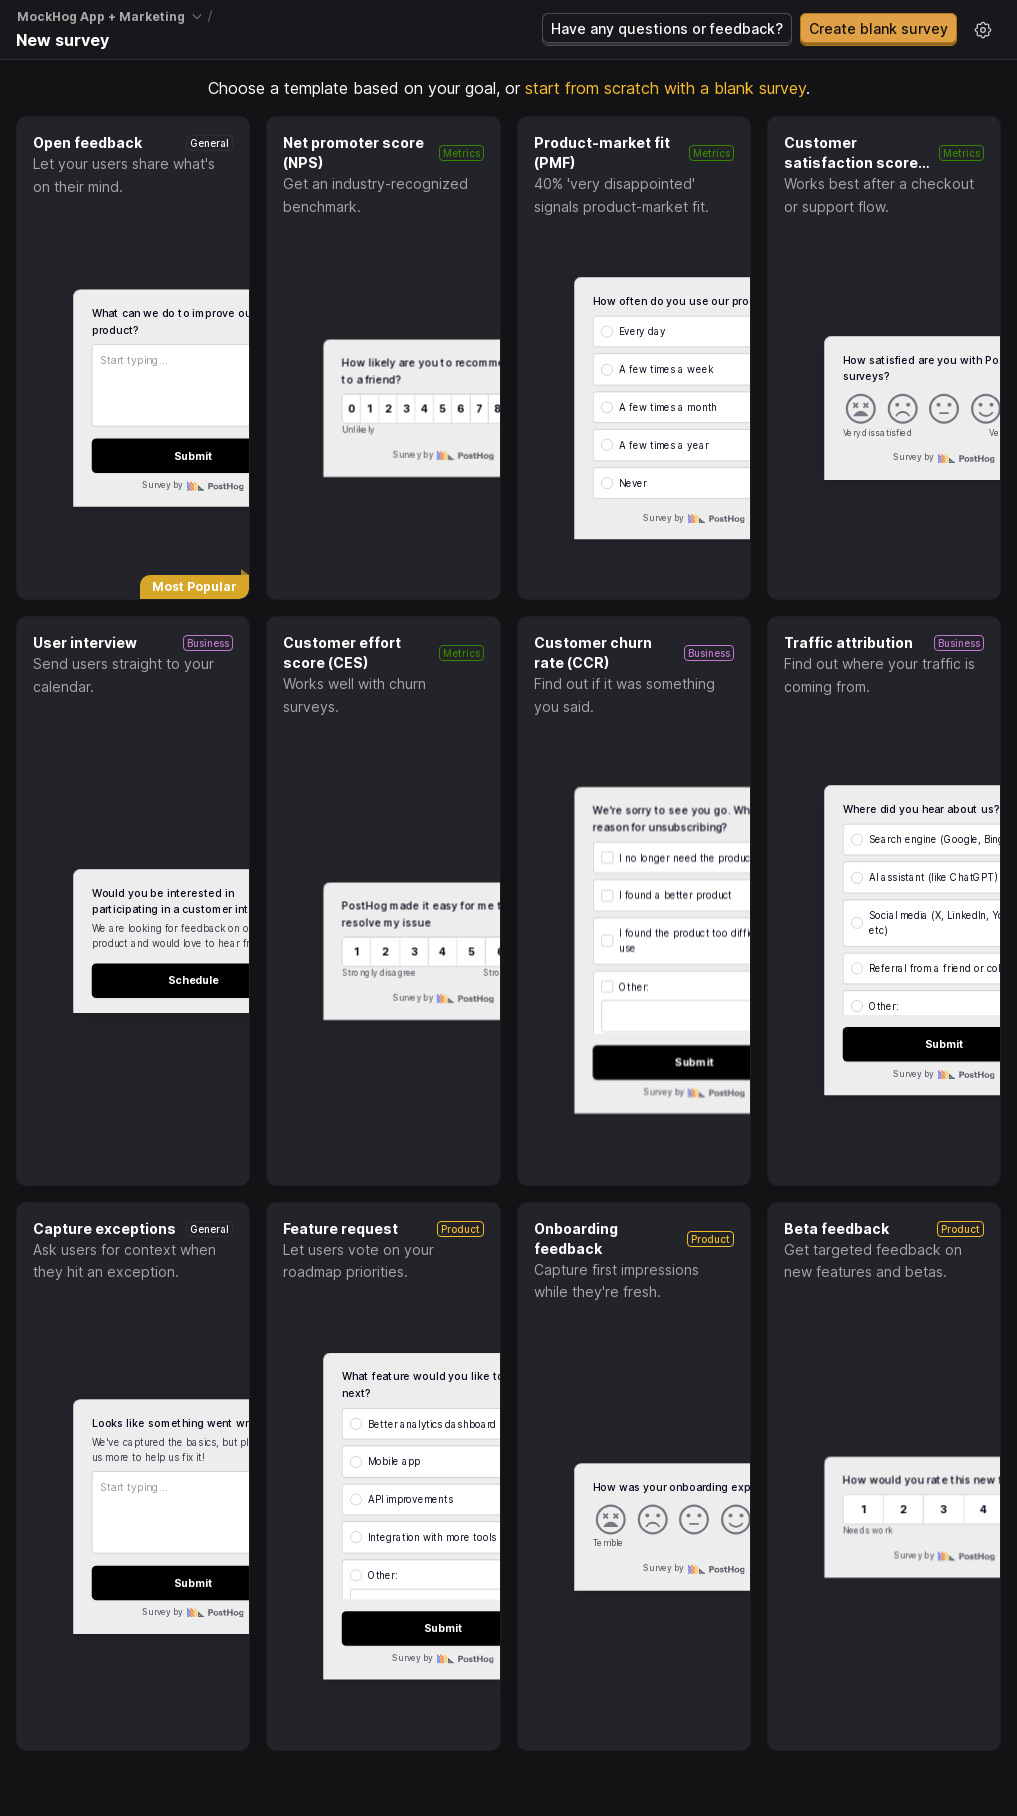 MockHog App + Marketing /
New survey
Have any questions or feedback?
Create blank survey
Choose a template based on your goal, or start from scratch with a blank survey.
Open feedback
General
Let your users share what's
on their mind.
What can we do to improve ou
product?
Start typing...
Submit
Survey by PostHog
Most Popular
Net promoter score
(NPS)
Metrics
Get an industry-recognized
benchmark.
How likely are you to recomme
to a friend?
0 1 2 3 4 5 6 7 8
Unlikely
Survey by PostHog
Product-market fit
(PMF)
Metrics
40% 'very disappointed'
signals product-market fit.
How often do you use our pro
Every day
A few times a week
A few times a month
A few times a year
Never
Survey by PostHog
Customer
satisfaction score...
Metrics
Works best after a checkout
or support flow.
How satisfied are you with Po
surveys?
Very dissatisfied Ve
Survey by PostHog
User interview
Business
Send users straight to your
calendar.
Would you be interested in
participating in a customer int
We are looking for feedback on o
product and would love to hear fr
Schedule
Customer effort
score (CES)
Metrics
Works well with churn
surveys.
PostHog made it easy for me t
resolve my issue
1 2 3 4 5 6
Strongly disagree Stro
Survey by PostHog
Customer churn
rate (CCR)
Business
Find out if it was something
you said.
We're sorry to see you go. Wh
reason for unsubscribing?
I no longer need the produc
I found a better product
I found the product too diffic
use
Other:
Submit
Survey by PostHog
Traffic attribution
Business
Find out where your traffic is
coming from.
Where did you hear about us?
Search engine (Google, Bing
AI assistant (like ChatGPT)
Social media (X, LinkedIn, Yo
etc)
Referral from a friend or col
Other:
Submit
Survey by PostHog
Capture exceptions
General
Ask users for context when
they hit an exception.
Looks like something went wr
We've captured the basics, but pl
us more to help us fix it!
Start typing...
Submit
Survey by PostHog
Feature request
Product
Let users vote on your
roadmap priorities.
What feature would you like to
next?
Better analytics dashboard
Mobile app
API improvements
Integration with more tools
Other:
Submit
Survey by PostHog
Onboarding
feedback
Product
Capture first impressions
while they're fresh.
How was your onboarding exp
Terrible
Survey by PostHog
Beta feedback
Product
Get targeted feedback on
new features and betas.
How would you rate this new f
1 2 3 4
Needs work
Survey by PostHog